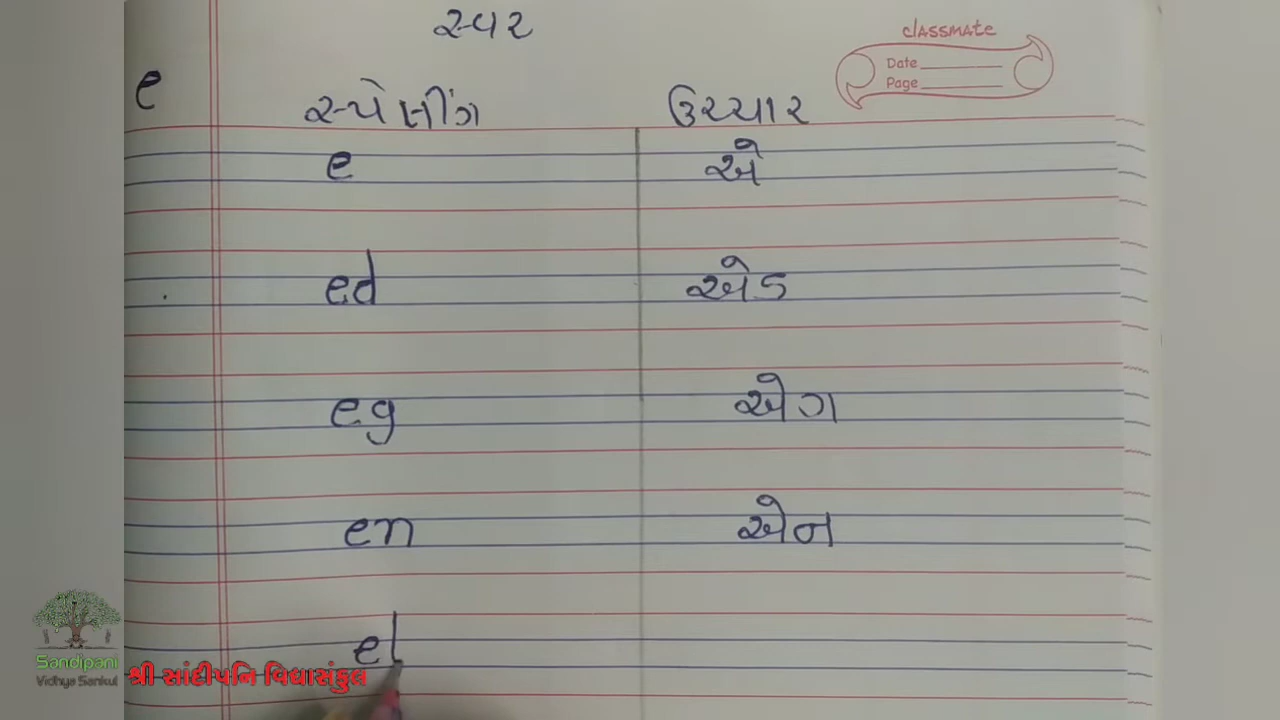 સ્વર
classmate
Date
Page
e
સ્પેલીંગ ઉચ્ચાર
e એ
ed એડ
eg એગ
en એન
el
Sandipani
Vidhya Sankul
શ્રી સાંદીપનિ વિદ્યાસંકુલ